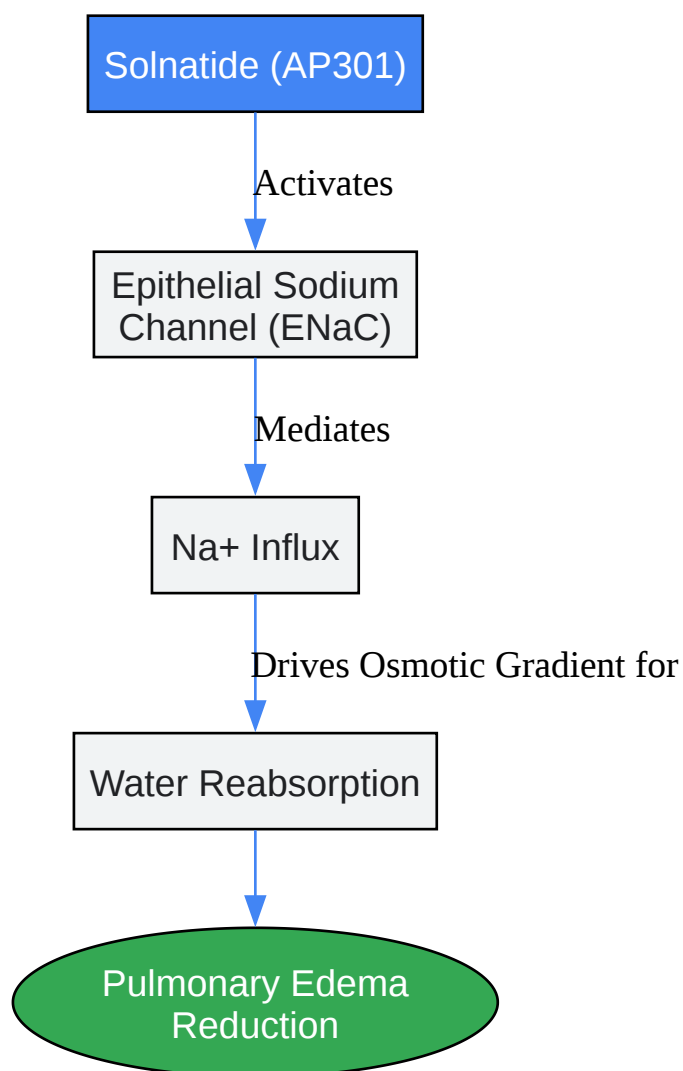 Solnatide (AP301)
Activates
Epithelial Sodium
Channel (ENaC)
Mediates
Na+ Influx
Drives Osmotic Gradient for
Water Reabsorption
Pulmonary Edema
Reduction